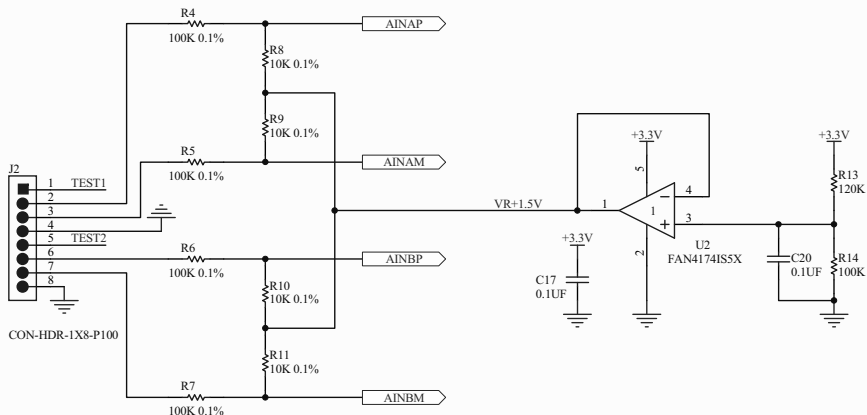 R4
100K 0.1%
AINAP
R8
10K 0.1%
R9
10K 0.1%
R5
100K 0.1%
AINAM
J2
1
TEST1
2
3
4
5
TEST2
6
7
8
CON-HDR-1X8-P100
R6
100K 0.1%
AINBP
R10
10K 0.1%
R11
10K 0.1%
R7
100K 0.1%
AINBM
VR+1.5V
+3.3V
C17
0.1UF
+3.3V
5
1
1
4
3
2
U2
FAN4174IS5X
C20
0.1UF
+3.3V
R13
120K
R14
100K